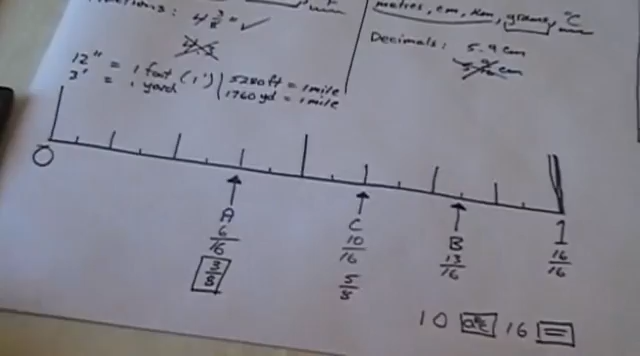 4 3/8" ✓
metres, cm, km, grams, °C
Decimals: 5.9 cm
cm
12" = 1 foot (1')
3' = 1 yard
5280 ft = 1 mile
1760 yd = 1 mile
0
A
6/16
3/8
C
10/16
5/8
B
13/16
1
16/16
10 a b/c 16 =